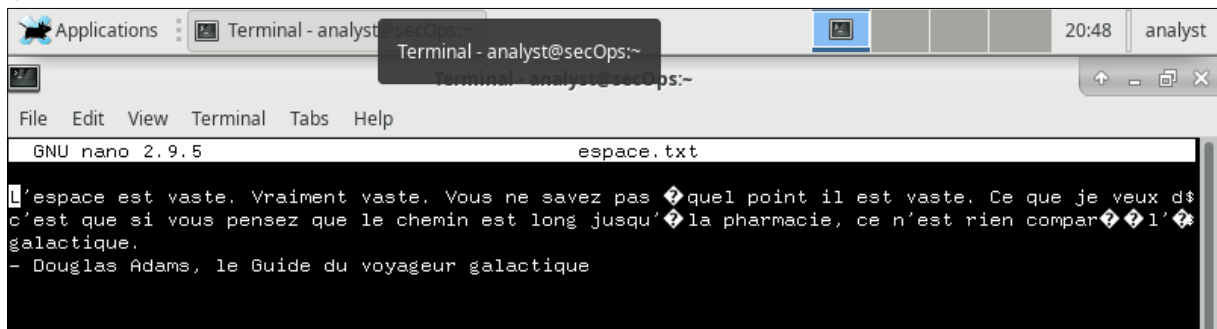 Applications Terminal - analyst@secOps:~ 20:48 analyst
Terminal - analyst@secOps:~
Terminal - analyst@secOps:~
File Edit View Terminal Tabs Help
GNU nano 2.9.5 espace.txt
L'espace est vaste. Vraiment vaste. Vous ne savez pas �quel point il est vaste. Ce que je veux d$
c'est que si vous pensez que le chemin est long jusqu'�la pharmacie, ce n'est rien compar��l'�$
galactique.
– Douglas Adams, le Guide du voyageur galactique